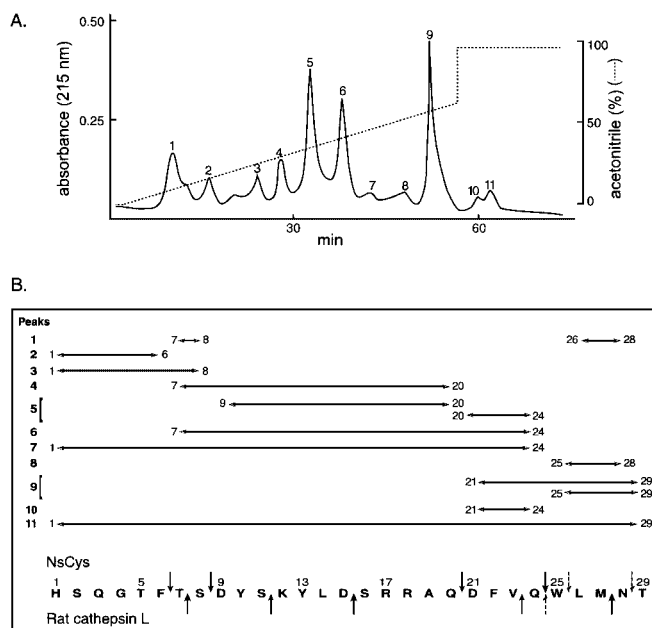 A.
0.50
0.25
absorbance (215 nm)
1
2
3
4
5
6
7
8
9
10
11
30
60
min
100
50
0
acetonitrile (%) (---)
B.
Peaks
1 7 8 26 28
2 1 6
3 1 8
4 7 20
5 9 20
20 24
6 7 24
7 1 24
8 25 28
9 21 29
25 29
10 21 24
11 1 29
NsCys
1 5 9 13 17 21 25 29
H S Q G T F T S D Y S K Y L D S R R A Q D F V Q W L M N T
Rat cathepsin L